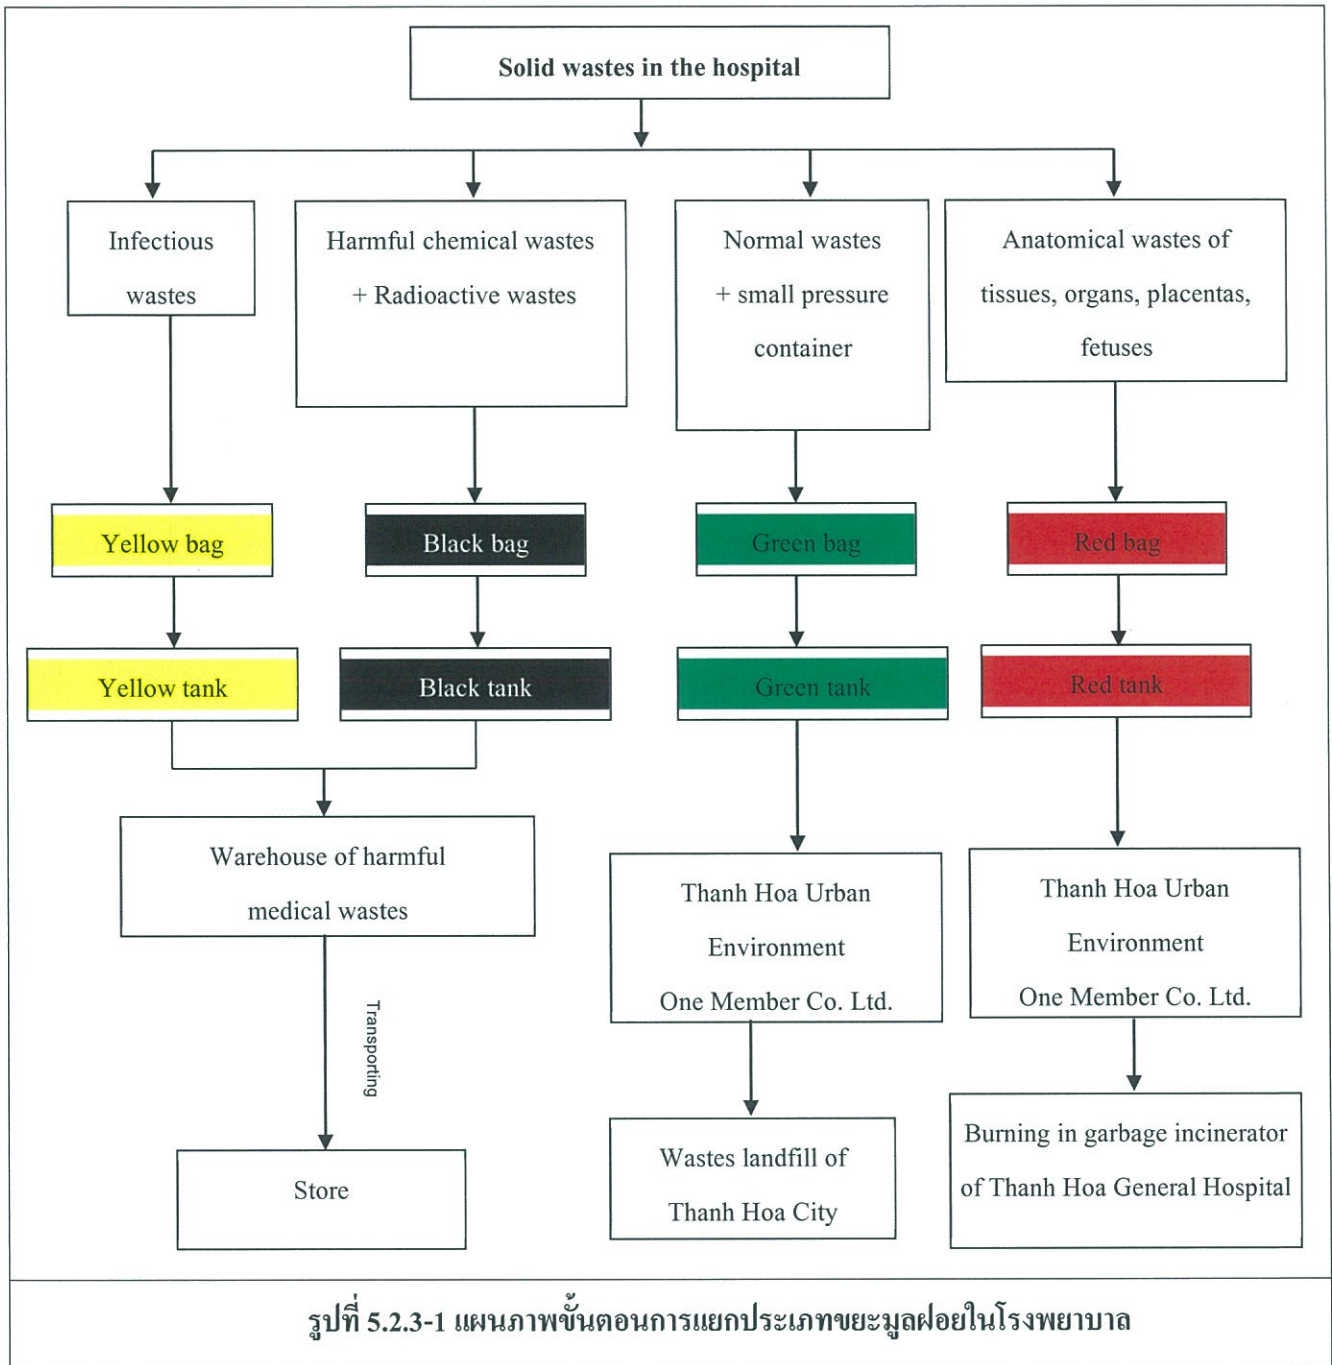 Solid wastes in the hospital
Infectious
wastes
Harmful chemical wastes
+ Radioactive wastes
Normal wastes
+ small pressure
container
Anatomical wastes of
tissues, organs, placentas,
fetuses
Yellow bag
Black bag
Green bag
Red bag
Yellow tank
Black tank
Green tank
Red tank
Warehouse of harmful
medical wastes
Thanh Hoa Urban
Environment
One Member Co. Ltd.
Thanh Hoa Urban
Environment
One Member Co. Ltd.
Transporting
Store
Wastes landfill of
Thanh Hoa City
Burning in garbage incinerator
of Thanh Hoa General Hospital
รูปที่ 5.2.3-1 แผนภาพขั้นตอนการแยกประเภทขยะมูลฝอยในโรงพยาบาล